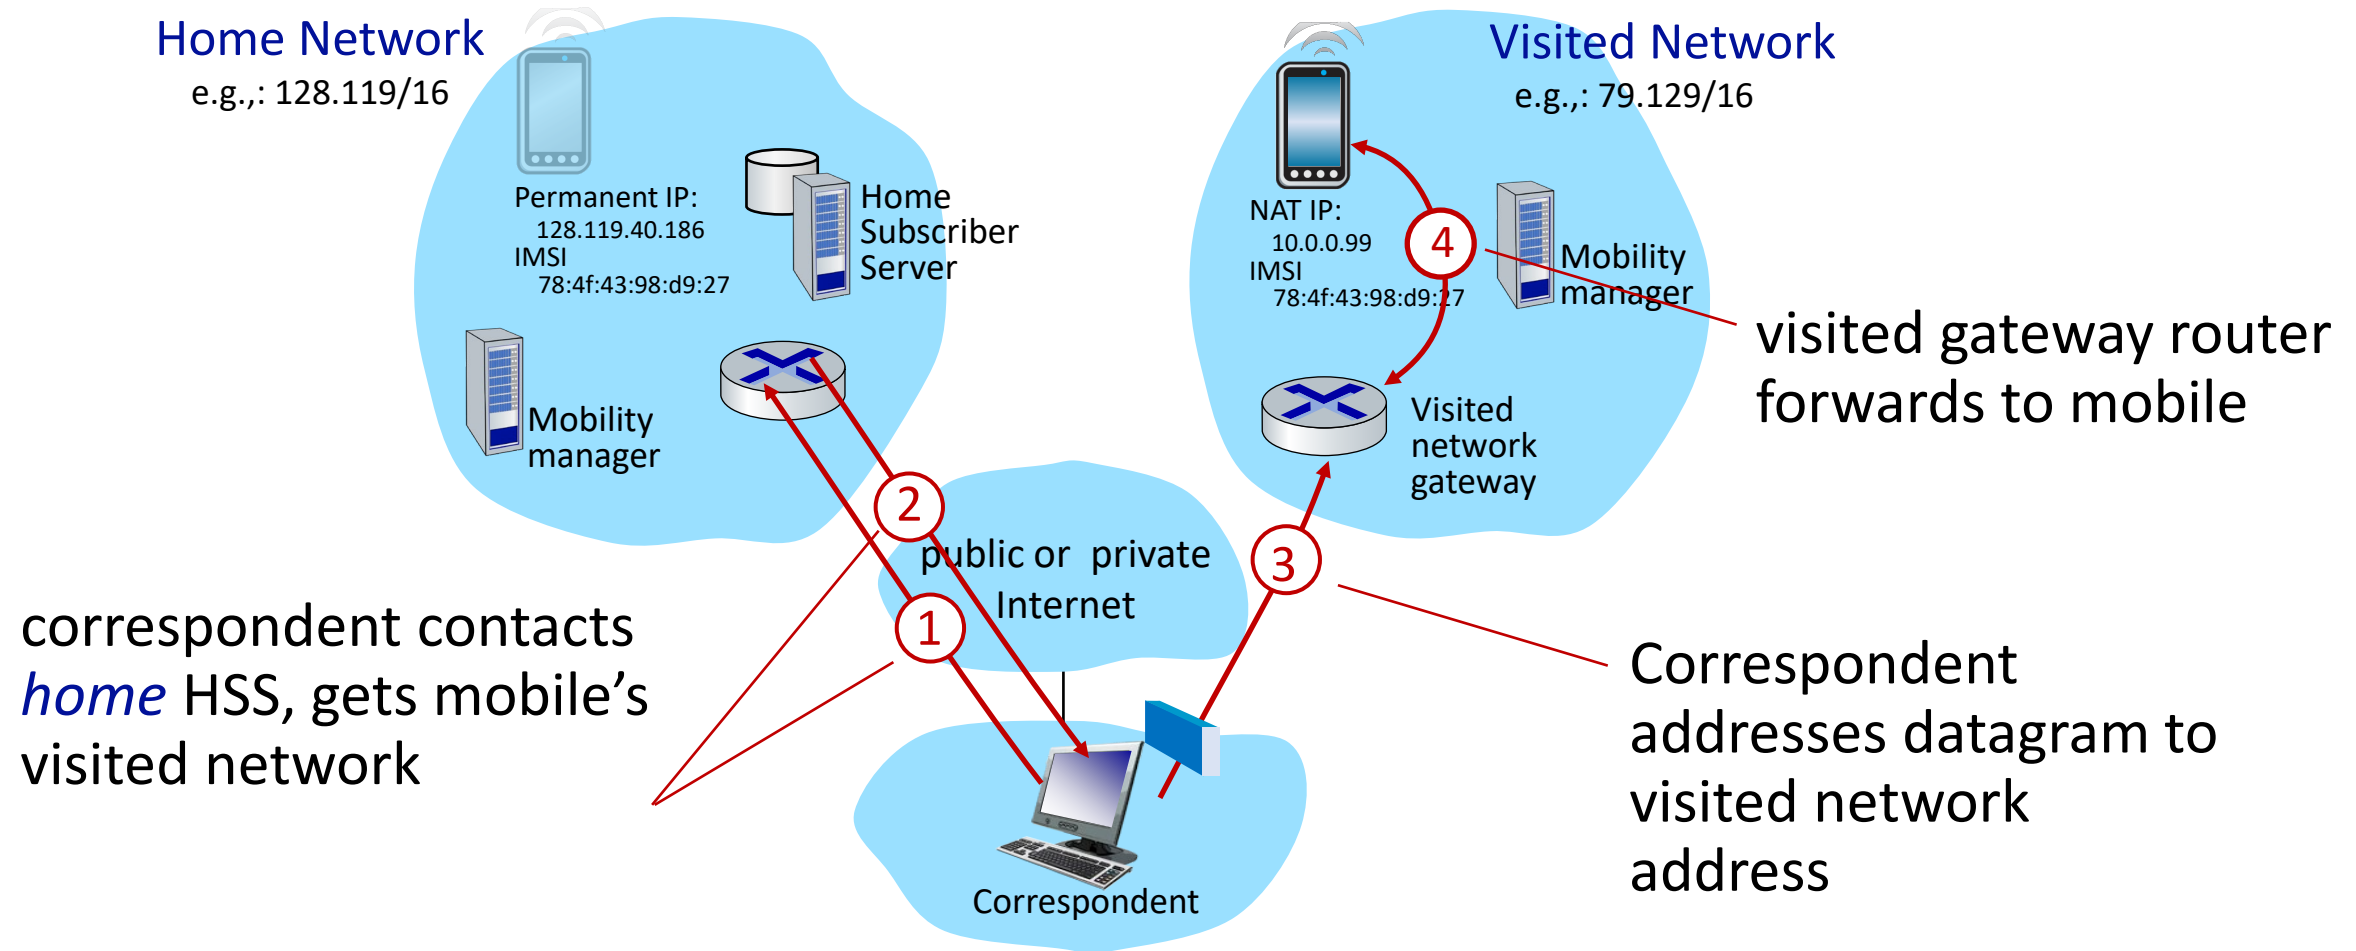 Home Network
e.g.,: 128.119/16
Permanent IP:
128.119.40.186
IMSI
78:4f:43:98:d9:27
Home
Subscriber
Server
Mobility
manager
Visited Network
e.g.,: 79.129/16
NAT IP:
10.0.0.99
IMSI
78:4f:43:98:d9:27
4
Mobility
manager
Visited
network
gateway
visited gateway router
forwards to mobile
2
public or  private
Internet
1
3
correspondent contacts
home HSS, gets mobile’s
visited network
Correspondent
addresses datagram to
visited network
address
Correspondent